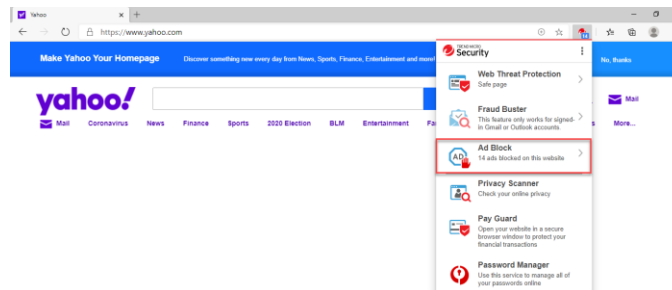 Yahoo
https://www.yahoo.com
14
Make Yahoo Your Homepage
Discover something new every day from News, Sports, Finance, Entertainment and more!
No, thanks
yahoo!
Mail
Mail
Coronavirus
News
Finance
Sports
2020 Election
BLM
Entertainment
More...
TREND MICRO
Security
Web Threat Protection
Safe page
Fraud Buster
This feature only works for signed-
in Gmail or Outlook accounts.
AD
Ad Block
14 ads blocked on this website
Privacy Scanner
Check your online privacy
Pay Guard
Open your website in a secure
browser window to protect your
financial transactions
Password Manager
Use this service to manage all of
your passwords online